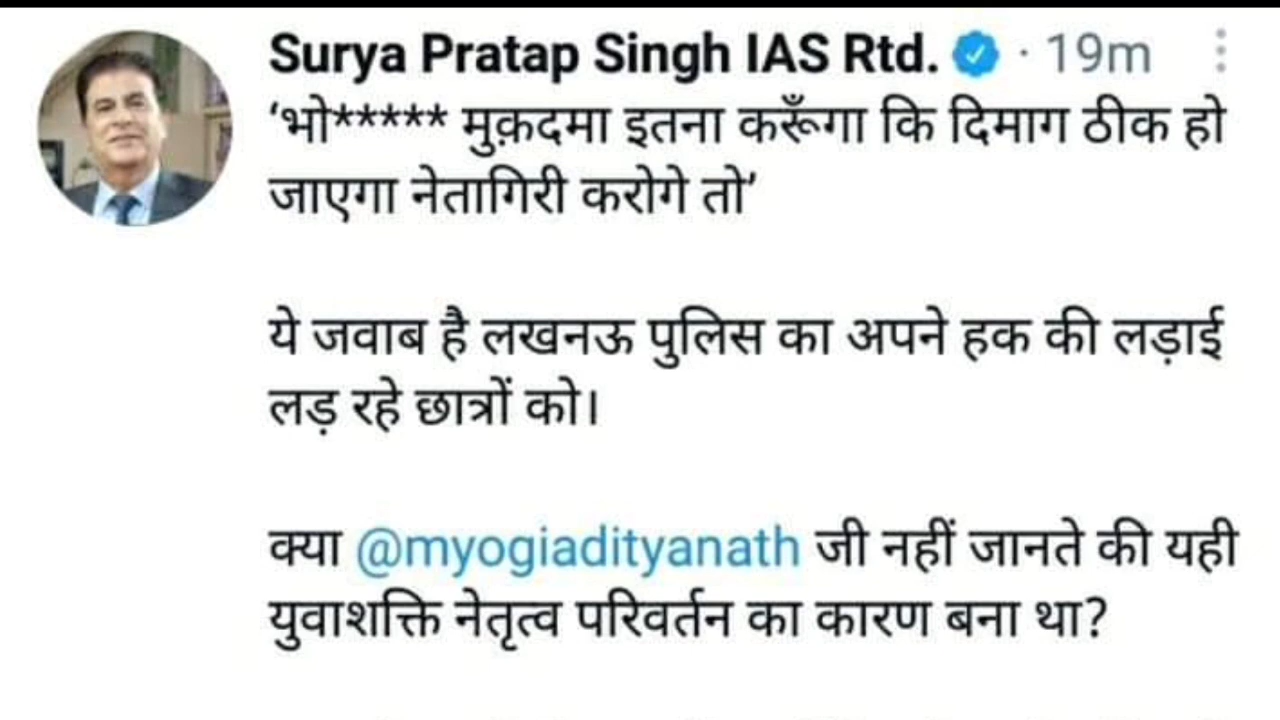 Surya Pratap Singh IAS Rtd. · 19m
‘भो***** मुक़दमा इतना करूँगा कि दिमाग ठीक हो
जाएगा नेतागिरी करोगे तो’
ये जवाब है लखनऊ पुलिस का अपने हक की लड़ाई
लड़ रहे छात्रों को।
क्या @myogiadityanath जी नहीं जानते की यही
युवाशक्ति नेतृत्व परिवर्तन का कारण बना था?